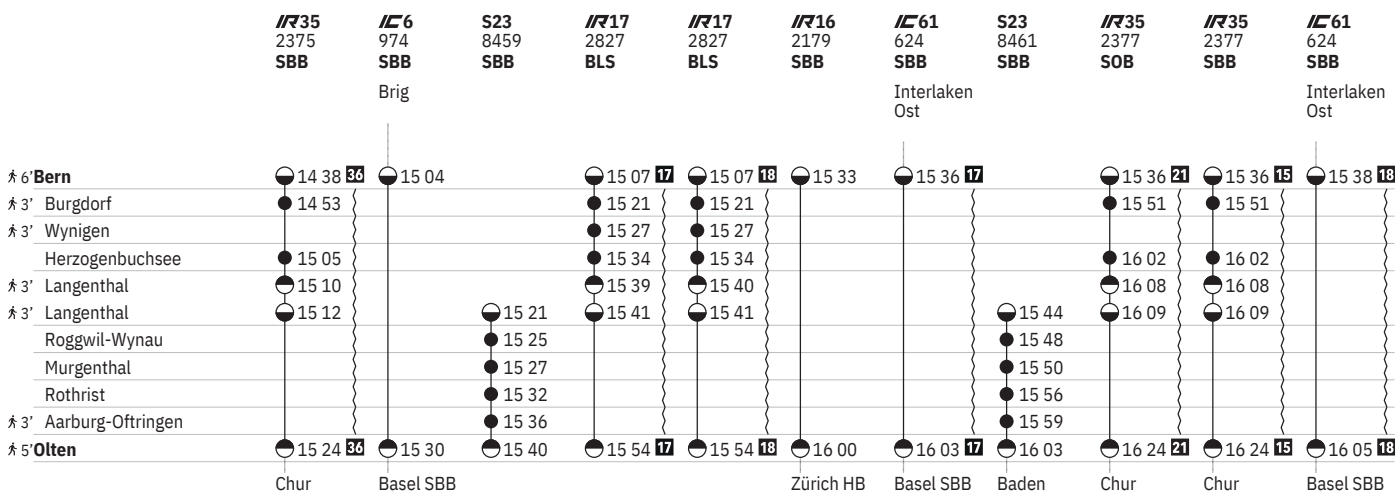 IR35 IC6 S23 IR17 IR17 IR16 IC61 S23 IR35 IR35 IC61
2375 974 8459 2827 2827 2179 624 8461 2377 2377 624
SBB SBB SBB BLS BLS SBB SBB SBB SOB SBB SBB
Brig Interlaken Interlaken
Ost Ost
6' Bern 14 38 36 15 04 15 07 17 15 07 18 15 33 15 36 17 15 36 21 15 36 15 15 38 18
3' Burgdorf 14 53 15 21 15 21 15 51 15 51
3' Wynigen 15 27 15 27
Herzogenbuchsee 15 05 15 34 15 34 16 02 16 02
3' Langenthal 15 10 15 39 15 40 16 08 16 08
3' Langenthal 15 12 15 21 15 41 15 41 15 44 16 09 16 09
Roggwil-Wynau 15 25 15 48
Murgenthal 15 27 15 50
Rothrist 15 32 15 56
3' Aarburg-Oftringen 15 36 15 59
5' Olten 15 24 36 15 30 15 40 15 54 17 15 54 18 16 00 16 03 17 16 03 16 24 21 16 24 15 16 05 18
Chur Basel SBB Zürich HB Basel SBB Baden Chur Chur Basel SBB